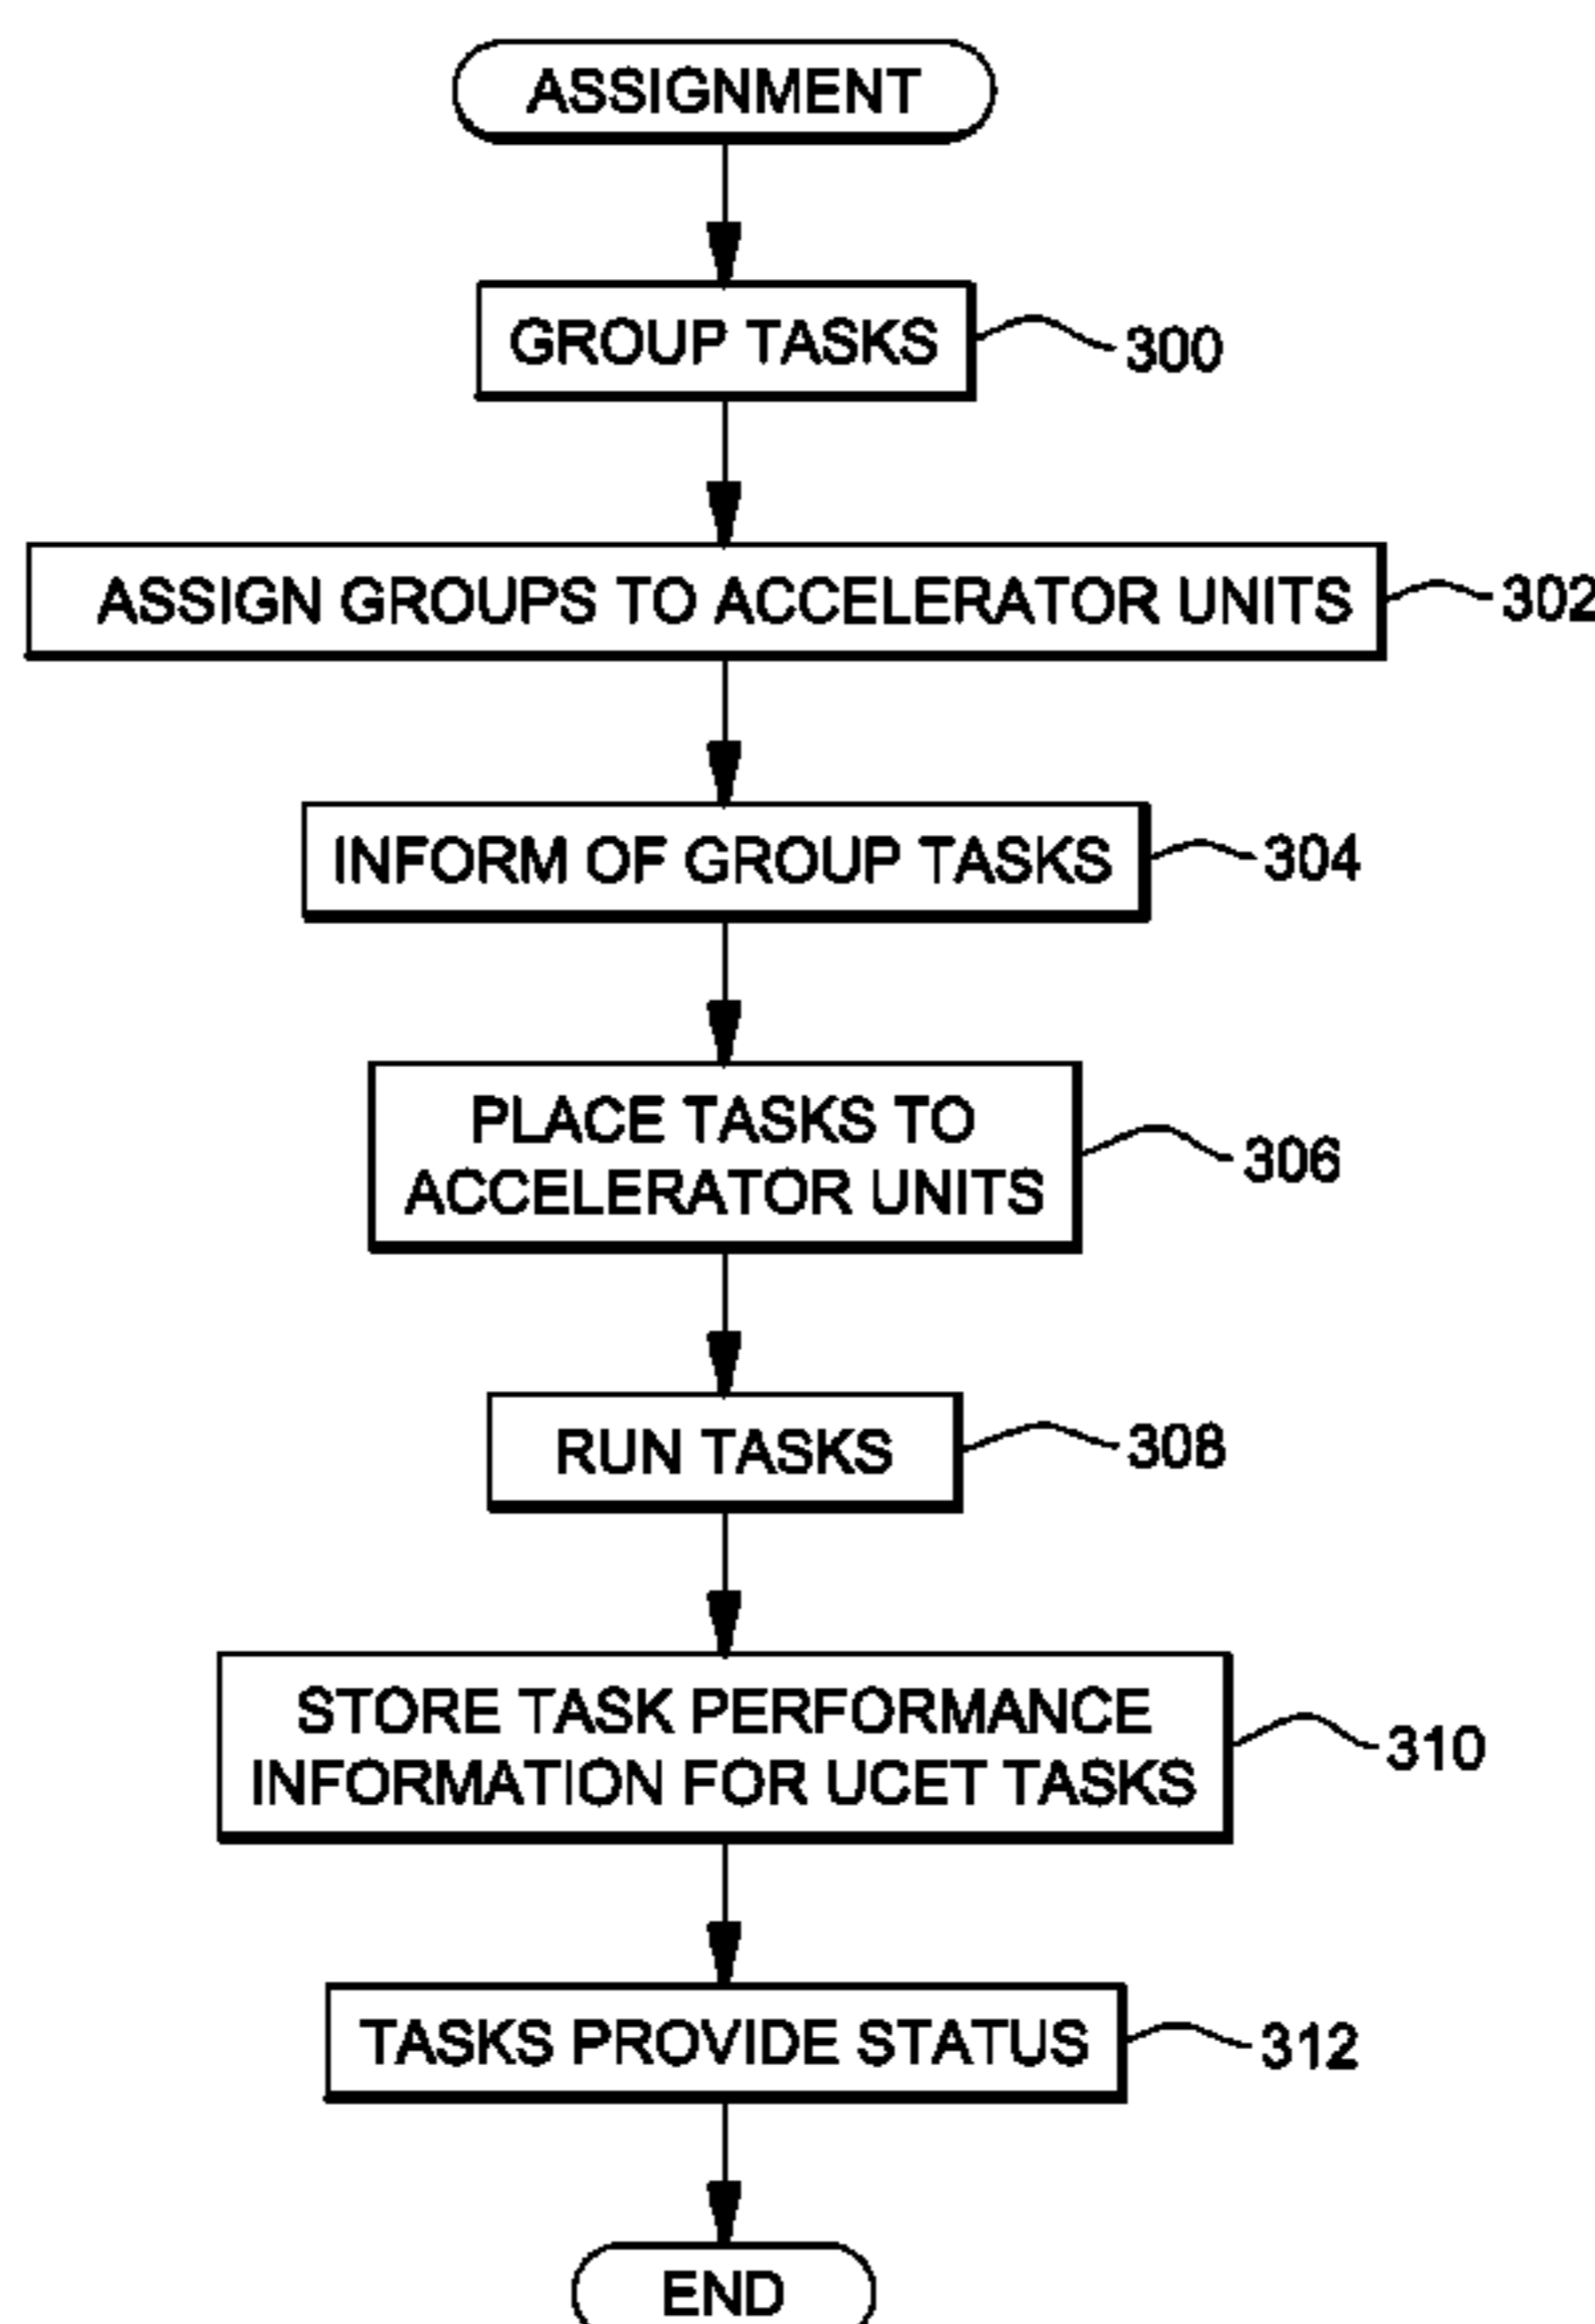 ASSIGNMENT
GROUP TASKS
300
ASSIGN GROUPS TO ACCELERATOR UNITS
302
INFORM OF GROUP TASKS
304
PLACE TASKS TO
ACCELERATOR UNITS
306
RUN TASKS
308
STORE TASK PERFORMANCE
INFORMATION FOR UCET TASKS
310
TASKS PROVIDE STATUS
312
END